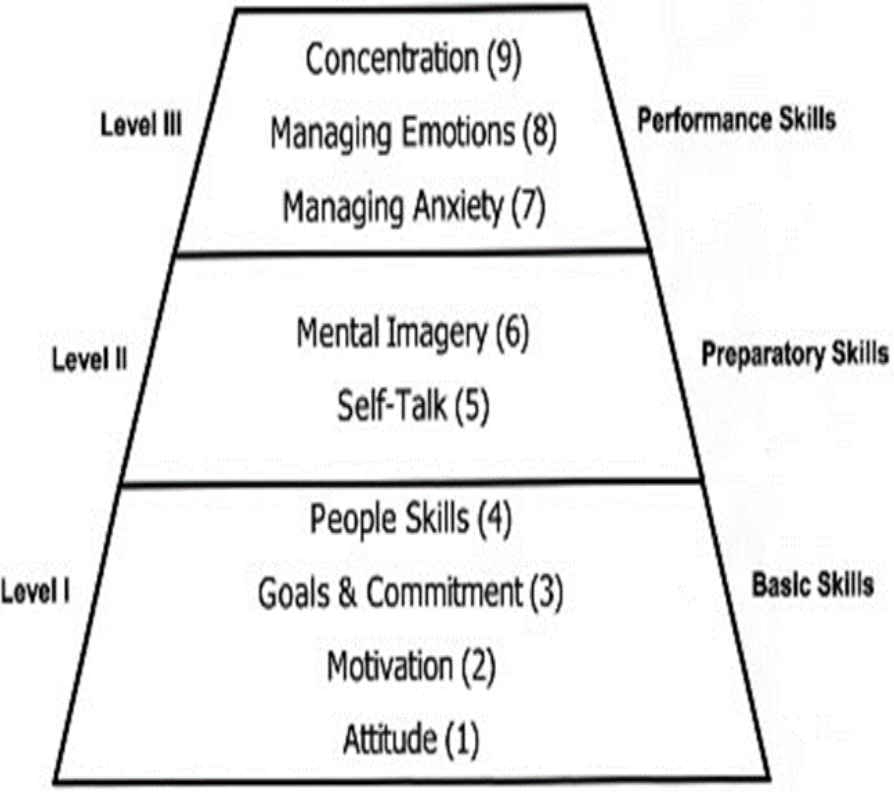 Concentration (9)
Level III
Managing Emotions (8)
Performance Skills
Managing Anxiety (7)
Mental Imagery (6)
Level II
Preparatory Skills
Self-Talk (5)
People Skills (4)
Level I
Goals & Commitment (3)
Basic Skills
Motivation (2)
Attitude (1)